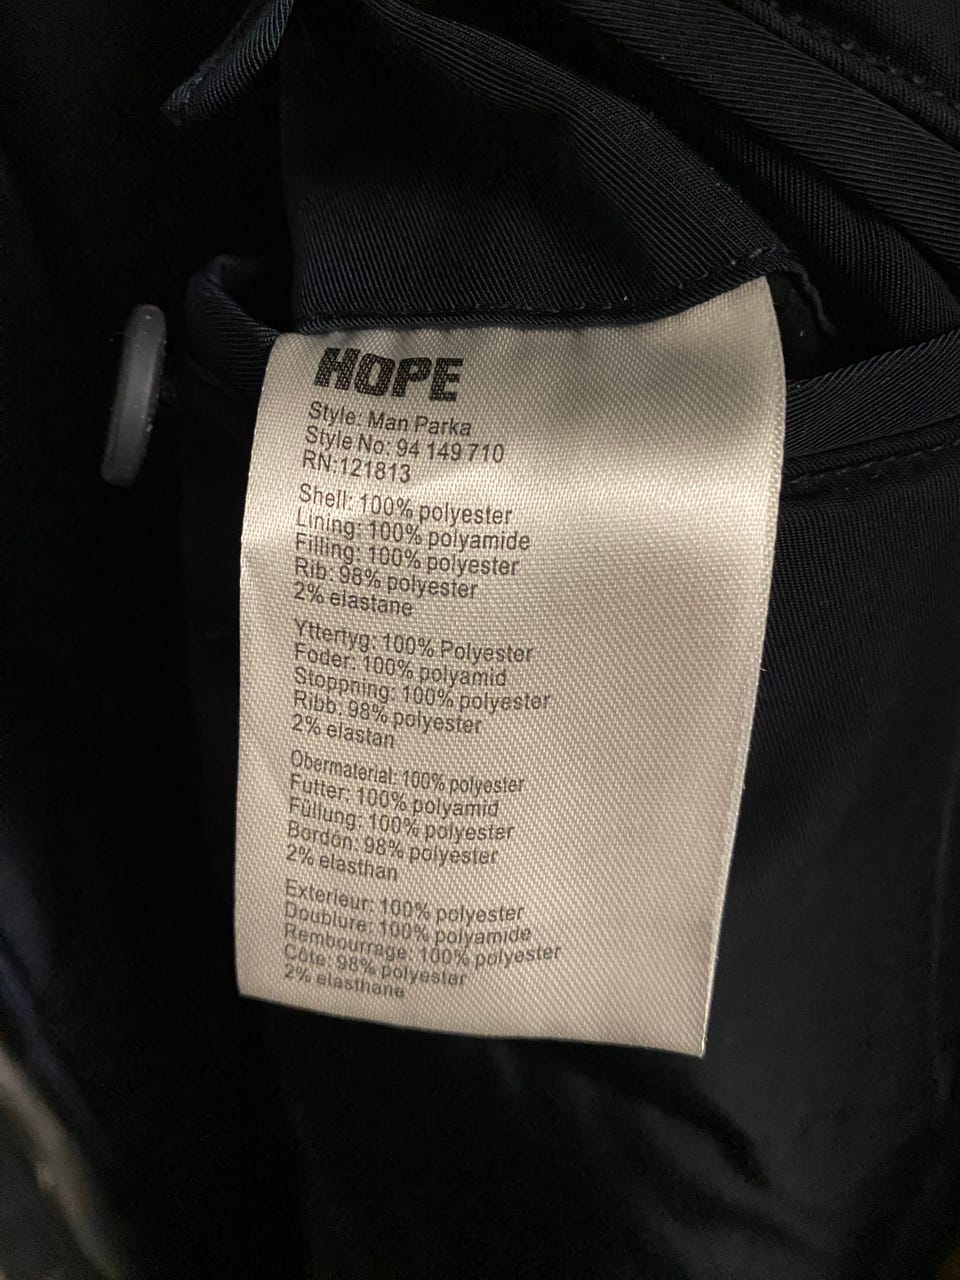 HOPE
Style: Man Parka
Style No: 94 149 710
RN:121813
Shell: 100% polyester
Lining: 100% polyamide
Filling: 100% polyester
Rib: 98% polyester
2% elastane
Yttertyg: 100% Polyester
Foder: 100% polyamid
Stoppning: 100% polyester
Ribb: 98% polyester
2% elastan
Obermaterial: 100% polyester
Futter: 100% polyamid
Füllung: 100% polyester
Bordón: 98% polyester
2% elasthan
Exterieur: 100% polyester
Doublure: 100% polyamide
Rembourrage: 100% polyester
Côte: 98% polyester
2% elasthane